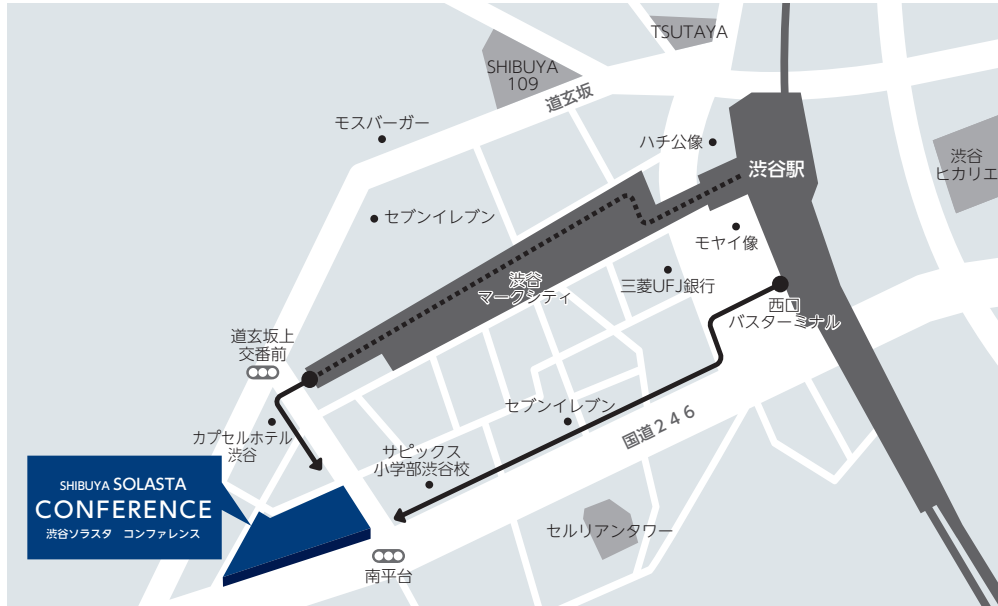 TSUTAYA
SHIBUYA
109
道玄坂
モスバーガー
ハチ公像
渋谷駅
渋谷
ヒカリエ
セブンイレブン
モヤイ像
渋谷
マークシティ
三菱UFJ銀行
西口
バスターミナル
道玄坂上
交番前
カプセルホテル
渋谷
セブンイレブン
国道246
サピックス
小学部渋谷校
SHIBUYA SOLASTA
CONFERENCE
渋谷ソラスタ コンファレンス
セルリアンタワー
南平台